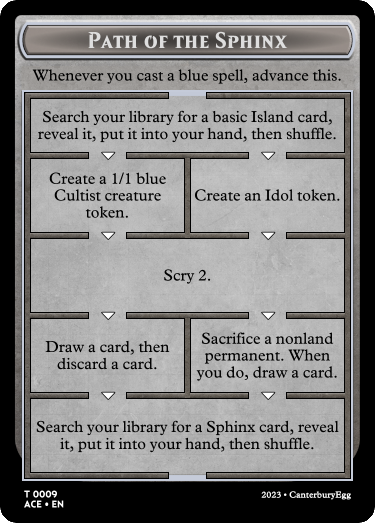 PATH OF THE SPHINX
Whenever you cast a blue spell, advance this.
Search your library for a basic Island card,
reveal it, put it into your hand, then shuffle.
Create a 1/1 blue
Cultist creature
token.
Create an Idol token.
Scry 2.
Draw a card, then
discard a card.
Sacrifice a nonland
permanent. When
you do, draw a card.
Search your library for a Sphinx card, reveal
it, put it into your hand, then shuffle.
T 0009
ACE • EN
2023 • CanterburyEgg